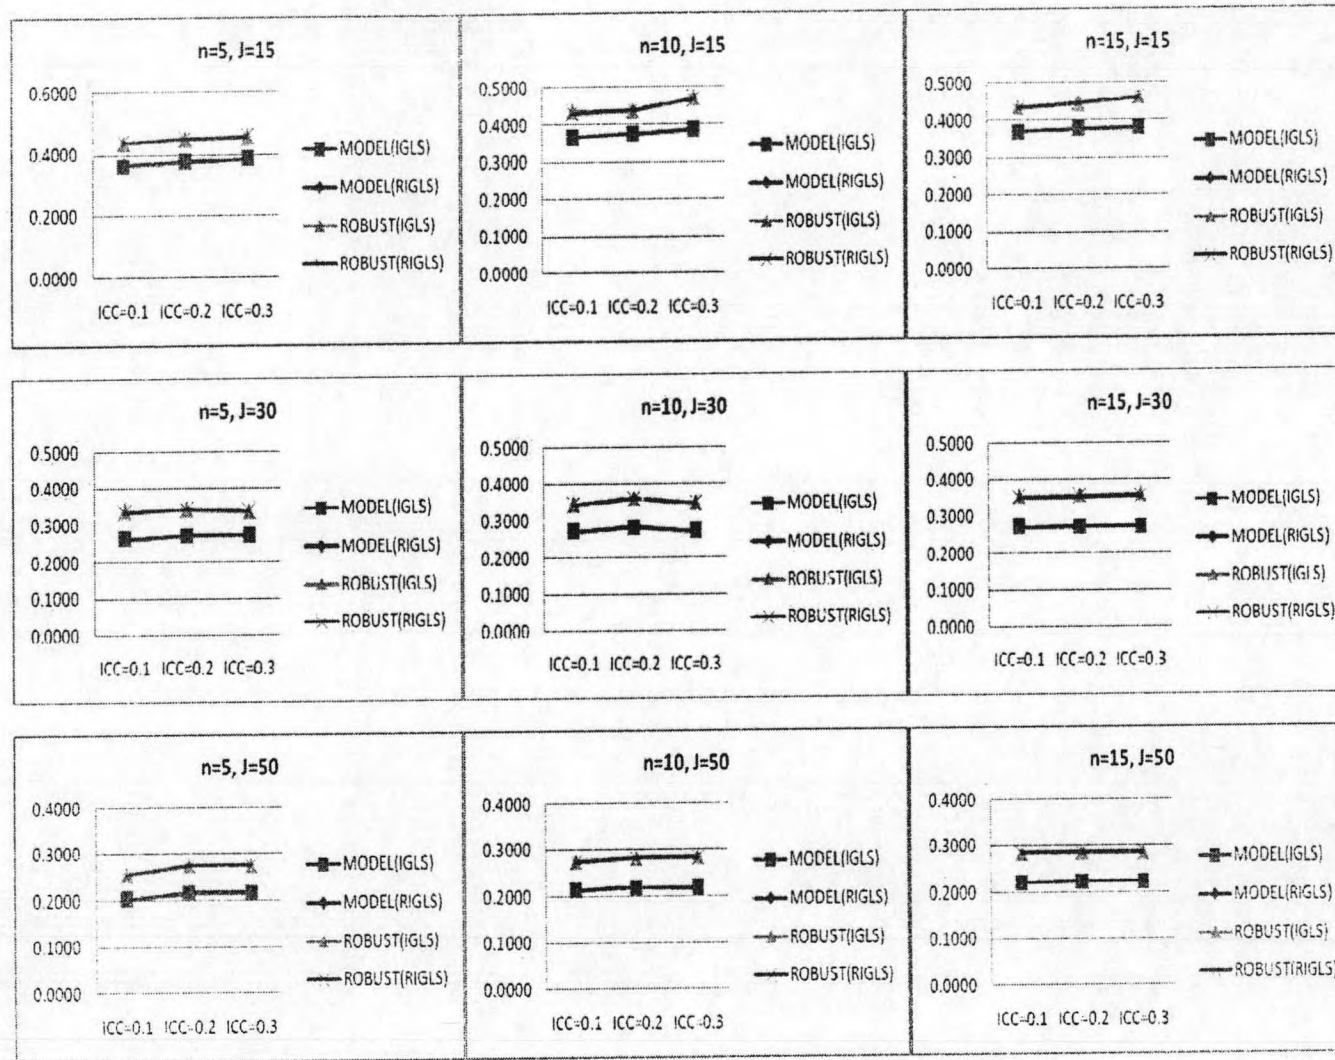 n=5, J=15
0.6000
0.4000
0.2000
0.0000
ICC=0.1 ICC=0.2 ICC=0.3
MODEL(IGLS)
MODEL(RIGLS)
ROBUST(IGLS)
ROBUST(RIGLS)
n=10, J=15
0.5000
0.4000
0.3000
0.2000
0.1000
0.0000
ICC=0.1 ICC=0.2 ICC=0.3
MODEL(IGLS)
MODEL(RIGLS)
ROBUST(IGLS)
ROBUST(RIGLS)
n=15, J=15
0.5000
0.4000
0.3000
0.2000
0.1000
0.0000
ICC=0.1 ICC=0.2 ICC=0.3
MODEL(IGLS)
MODEL(RIGLS)
ROBUST(IGLS)
ROBUST(RIGLS)
n=5, J=30
0.5000
0.4000
0.3000
0.2000
0.1000
0.0000
ICC=0.1 ICC=0.2 ICC=0.3
MODEL(IGLS)
MODEL(RIGLS)
ROBUST(IGLS)
ROBUST(RIGLS)
n=10, J=30
0.5000
0.4000
0.3000
0.2000
0.1000
0.0000
ICC=0.1 ICC=0.2 ICC=0.3
MODEL(IGLS)
MODEL(RIGLS)
ROBUST(IGLS)
ROBUST(RIGLS)
n=15, J=30
0.5000
0.4000
0.3000
0.2000
0.1000
0.0000
ICC=0.1 ICC=0.2 ICC=0.3
MODEL(IGLS)
MODEL(RIGLS)
ROBUST(IGLS)
ROBUST(RIGLS)
n=5, J=50
0.4000
0.3000
0.2000
0.1000
0.0000
ICC=0.1 ICC=0.2 ICC=0.3
MODEL(IGLS)
MODEL(RIGLS)
ROBUST(IGLS)
ROBUST(RIGLS)
n=10, J=50
0.4000
0.3000
0.2000
0.1000
0.0000
ICC=0.1 ICC=0.2 ICC=0.3
MODEL(IGLS)
MODEL(RIGLS)
ROBUST(IGLS)
ROBUST(RIGLS)
n=15, J=50
0.4000
0.3000
0.2000
0.1000
0.0000
ICC=0.1 ICC=0.2 ICC=0.3
MODEL(IGLS)
MODEL(RIGLS)
ROBUST(IGLS)
ROBUST(RIGLS)